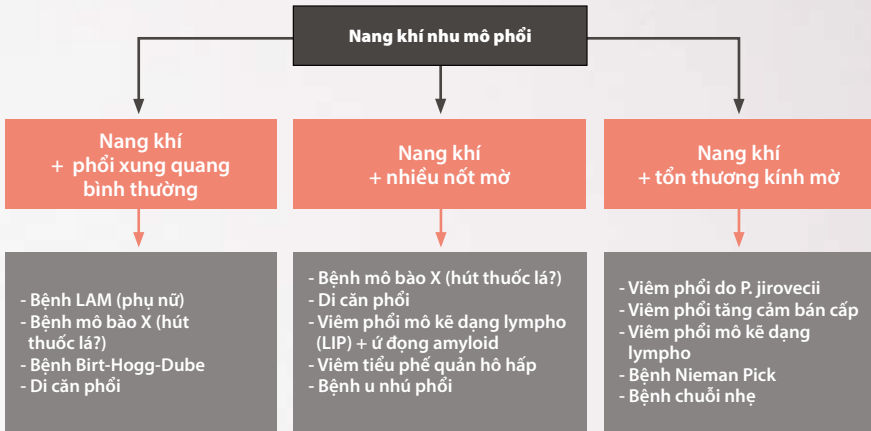 Nang khí nhu mô phổi
Nang khí
+ phổi xung quang
bình thường
Nang khí
+ nhiều nốt mờ
Nang khí
+ tổn thương kính mờ
- Bệnh LAM (phụ nữ)
- Bệnh mô bào X (hút
thuốc lá?)
- Bệnh Birt-Hogg-Dube
- Di căn phổi
- Bệnh mô bào X (hút thuốc lá?)
- Di căn phổi
- Viêm phổi mô kẽ dạng lympho
(LIP) + ứ đọng amyloid
- Viêm tiểu phế quản hô hấp
- Bệnh u nhú phổi
- Viêm phổi do P. jirovecii
- Viêm phổi tăng cảm bán cấp
- Viêm phổi mô kẽ dạng
lympho
- Bệnh Nieman Pick
- Bệnh chuỗi nhẹ